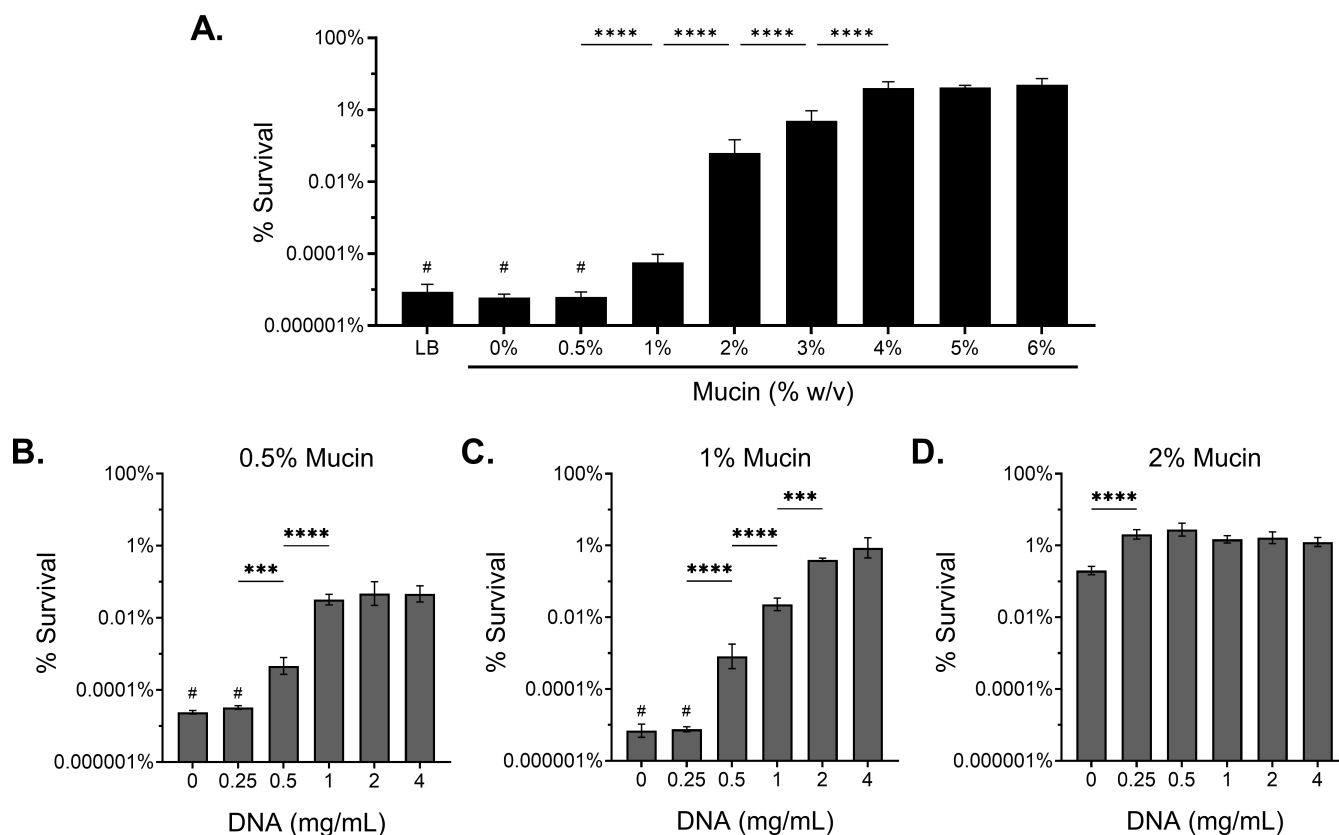 A.
**** **** **** ****
100%
1%
0.01%
0.0001%
0.000001%
% Survival
# # #
LB 0% 0.5% 1% 2% 3% 4% 5% 6%
Mucin (% w/v)
B.
0.5% Mucin
100%
1%
0.01%
0.0001%
0.000001%
% Survival
****
***
# #
0 0.25 0.5 1 2 4
DNA (mg/mL)
C.
1% Mucin
100%
1%
0.01%
0.0001%
0.000001%
% Survival
***
****
****
# #
0 0.25 0.5 1 2 4
DNA (mg/mL)
D.
2% Mucin
100%
1%
0.01%
0.0001%
0.000001%
% Survival
****
0 0.25 0.5 1 2 4
DNA (mg/mL)